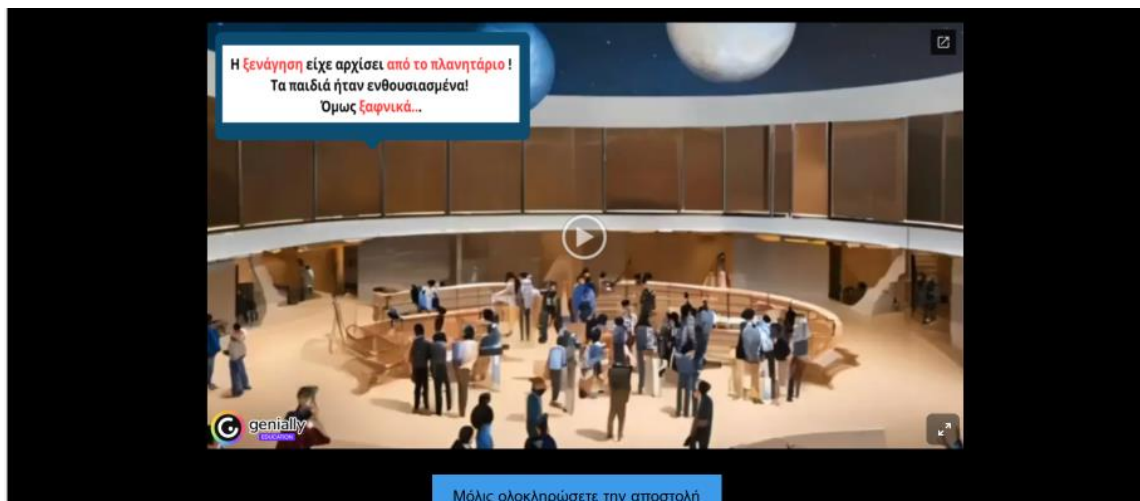 Η ξενάγηση είχε αρχίσει από το πλανητάριο !
Τα παιδιά ήταν ενθουσιασμένα!
Όμως ξαφνικά...
genially
EDUCATION
Μόλις ολοκληρώσετε την αποστολή